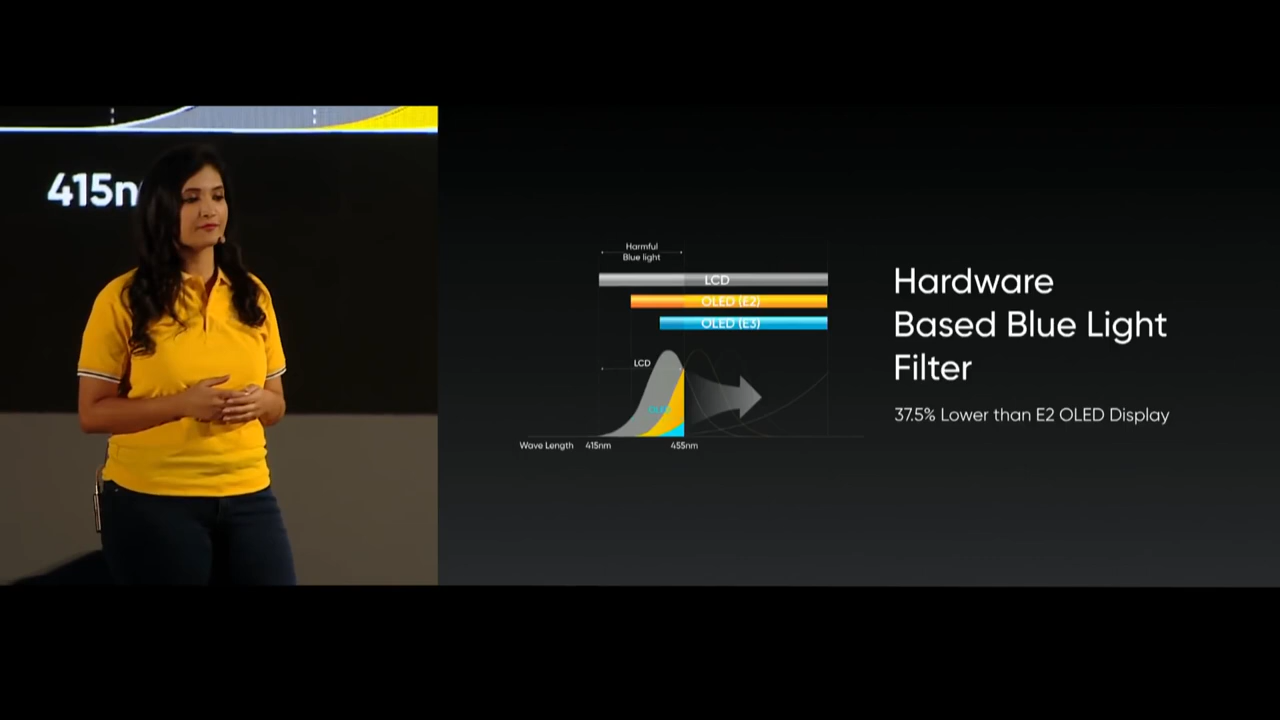 415n
Harmful
Blue light
LCD
OLED (E2)
OLED (E3)
LCD
Wave Length
415nm
455nm
Hardware
Based Blue Light
Filter
37.5% Lower than E2 OLED Display